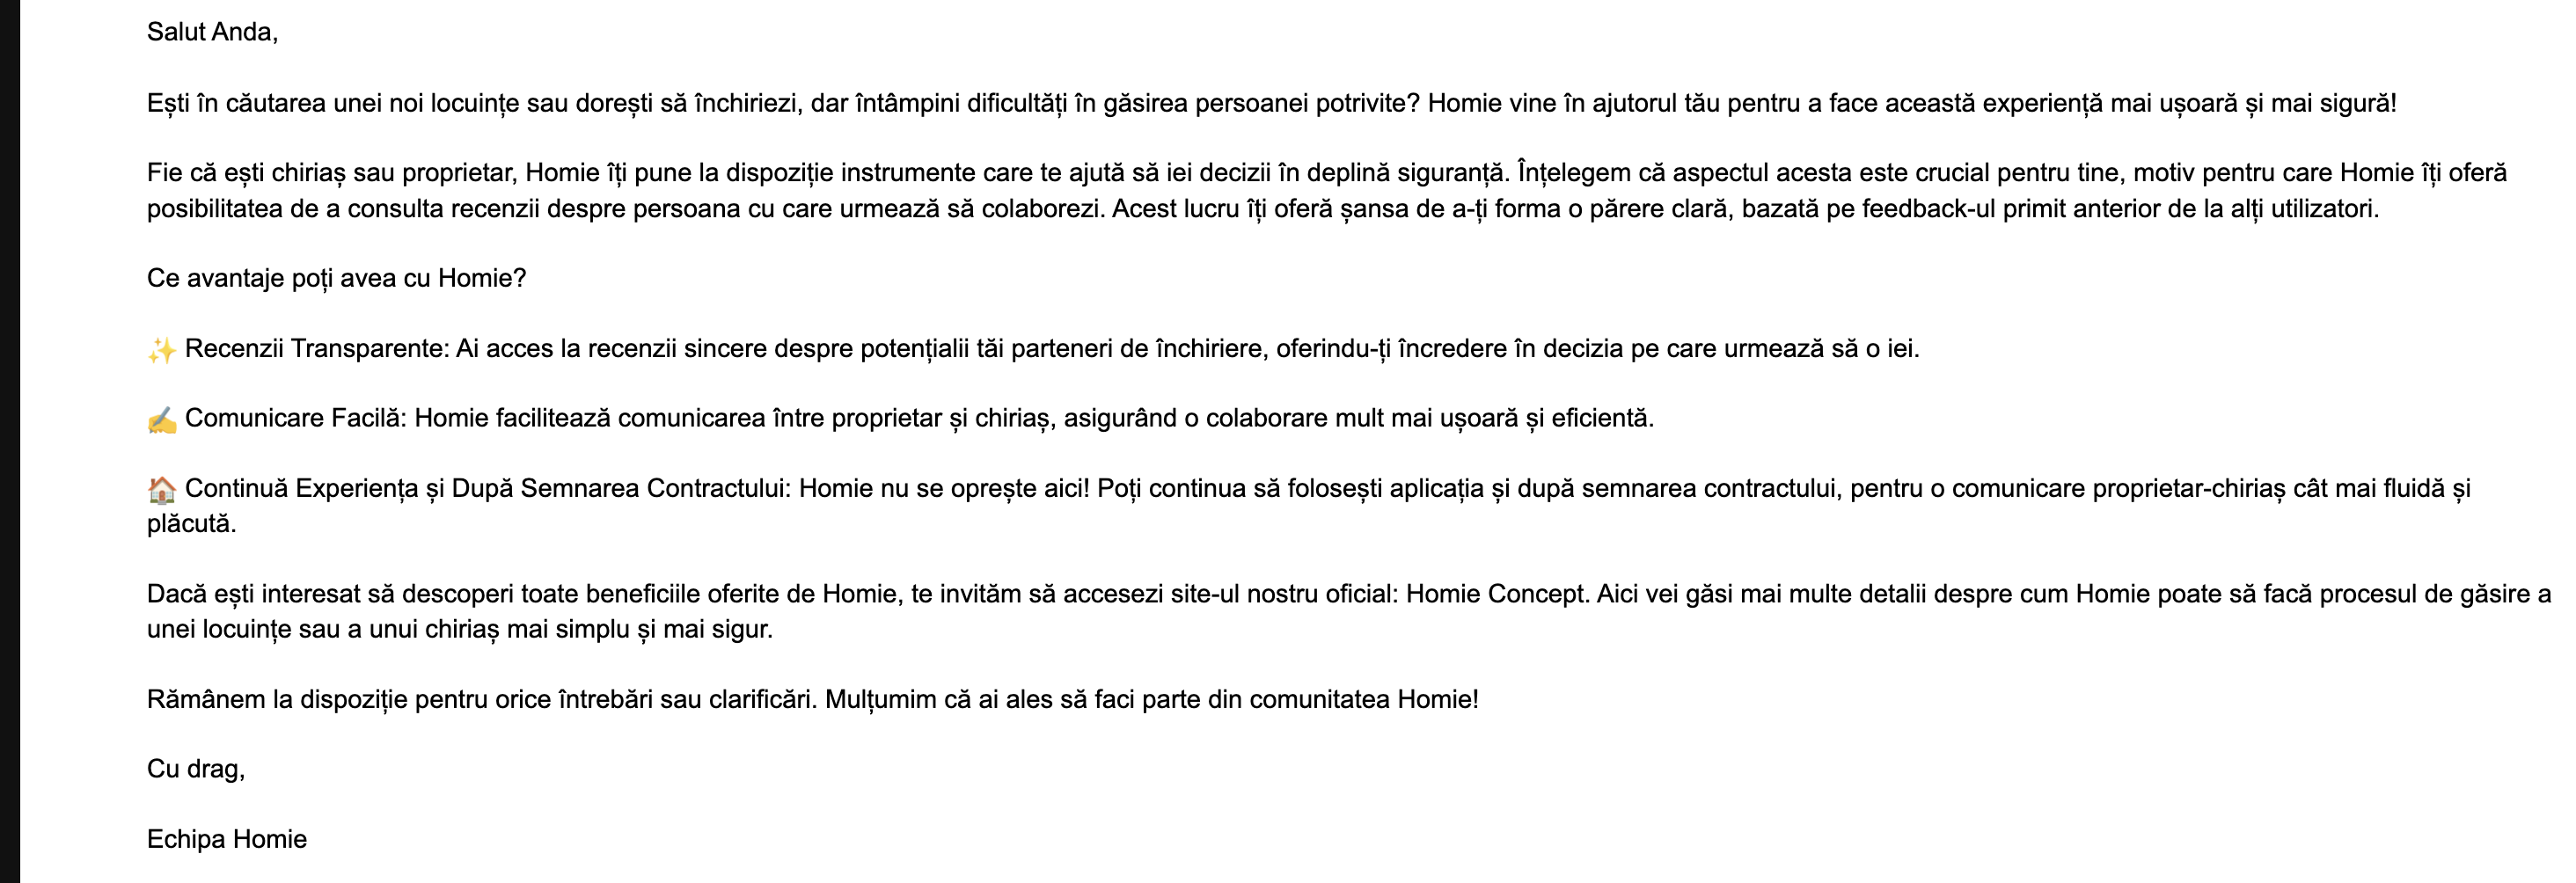 Salut Anda,
Ești în căutarea unei noi locuințe sau dorești să închiriezi, dar întâmpini dificultăți în găsirea persoanei potrivite? Homie vine în ajutorul tău pentru a face această experiență mai ușoară și mai sigură!
Fie că ești chiriaș sau proprietar, Homie îți pune la dispoziție instrumente care te ajută să iei decizii în deplină siguranță. Înțelegem că aspectul acesta este crucial pentru tine, motiv pentru care Homie îți oferă
posibilitatea de a consulta recenzii despre persoana cu care urmează să colaborezi. Acest lucru îți oferă șansa de a-ți forma o părere clară, bazată pe feedback-ul primit anterior de la alți utilizatori.
Ce avantaje poți avea cu Homie?
✨ Recenzii Transparente: Ai acces la recenzii sincere despre potențialii tăi parteneri de închiriere, oferindu-ți încredere în decizia pe care urmează să o iei.
✍️ Comunicare Facilă: Homie facilitează comunicarea între proprietar și chiriaș, asigurând o colaborare mult mai ușoară și eficientă.
🏠 Continuă Experiența și După Semnarea Contractului: Homie nu se oprește aici! Poți continua să folosești aplicația și după semnarea contractului, pentru o comunicare proprietar-chiriaș cât mai fluidă și
plăcută.
Dacă ești interesat să descoperi toate beneficiile oferite de Homie, te invităm să accesezi site-ul nostru oficial: Homie Concept. Aici vei găsi mai multe detalii despre cum Homie poate să facă procesul de găsire a
unei locuințe sau a unui chiriaș mai simplu și mai sigur.
Rămânem la dispoziție pentru orice întrebări sau clarificări. Mulțumim că ai ales să faci parte din comunitatea Homie!
Cu drag,
Echipa Homie